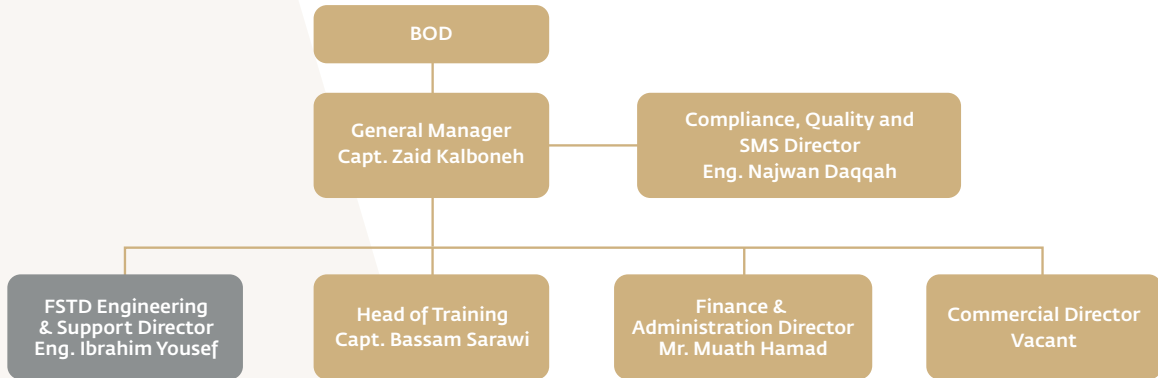 BOD
General Manager
Capt. Zaid Kalboneh
Compliance, Quality and
SMS Director
Eng. Najwan Daqqah
FSTD Engineering
& Support Director
Eng. Ibrahim Yousef
Head of Training
Capt. Bassam Sarawi
Finance &
Administration Director
Mr. Muath Hamad
Commercial Director
Vacant